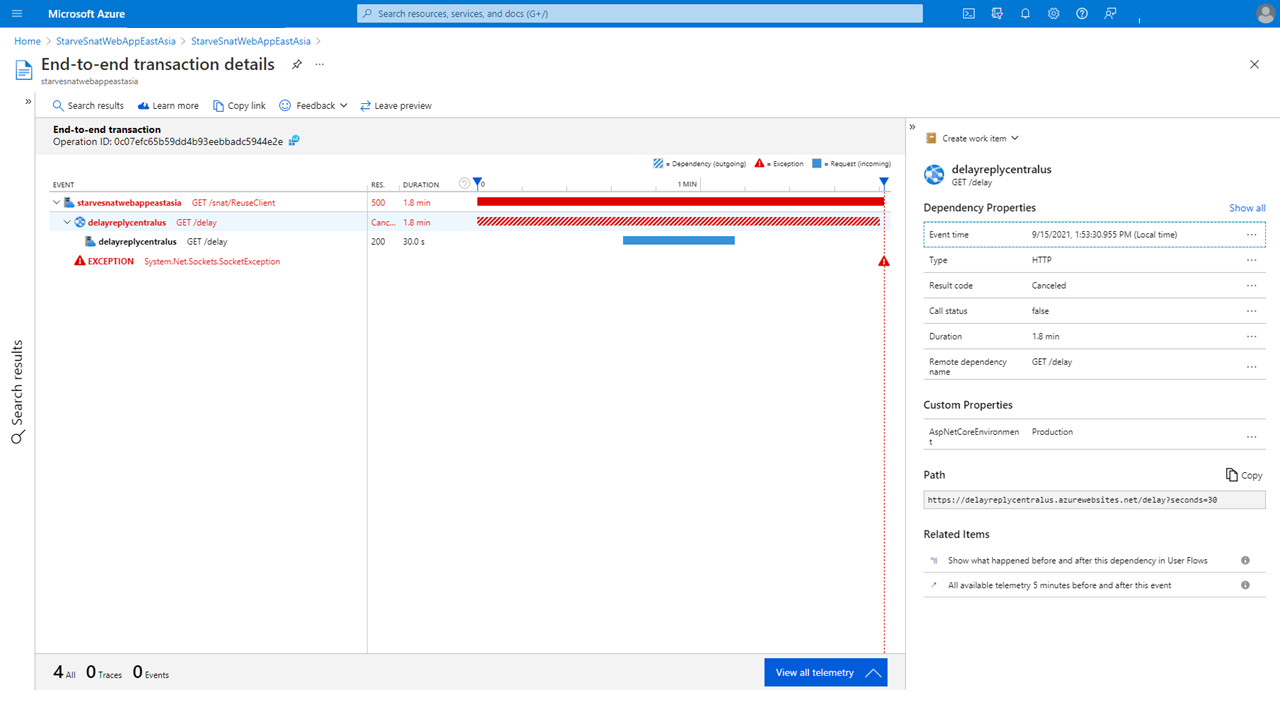 Microsoft Azure
Search resources, services, and docs (G+/)
Home > StarveSnatWebAppEastAsia > StarveSnatWebAppEastAsia >
End-to-end transaction details
...
starvesnatwebappeastasia
»
Search results
Learn more
Copy link
Feedback
Leave preview
Search results
End-to-end transaction
Operation ID: 0c07efc65b59dd4b93eebbadc5944e2e
= Dependency (outgoing)
= Exception
= Request (incoming)
EVENT RES. DURATION 0 1 MIN
starvesnatwebappeastasia GET /snat/ReuseClient 500 1.8 min
delayreplycentralus GET /delay Canc... 1.8 min
delayreplycentralus GET /delay 200 30.0 s
EXCEPTION System.Net.Sockets.SocketException
4 All 0 Traces 0 Events
View all telemetry
»
Create work item
delayreplycentralus
GET /delay
Dependency Properties Show all
Event time 9/15/2021, 1:53:30.955 PM (Local time) ...
Type HTTP ...
Result code Canceled ...
Call status false ...
Duration 1.8 min ...
Remote dependency GET /delay
name ...
Custom Properties
AspNetCoreEnvironmen Production
t ...
Path Copy
https://delayreplycentralus.azurewebsites.net/delay?seconds=30
Related Items
Show what happened before and after this dependency in User Flows
All available telemetry 5 minutes before and after this event